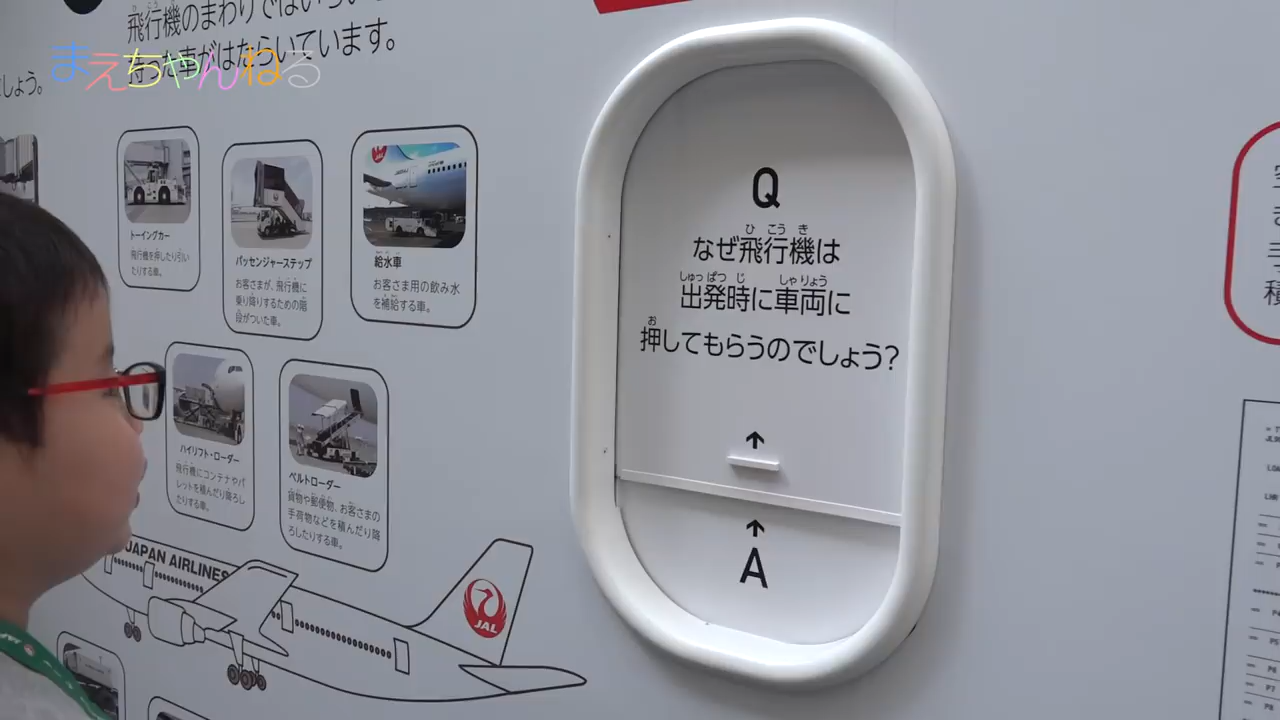 飛行機のまわりではいろいろ
持った車がはたらいています。
まえちゃんねる
しょう。
トーイングカー
飛行機を押したり引い
たりする車。
パッセンジャーステップ
お客さまが、飛行機に
乗り降りするための階
段がついた車。
給水車
お客さま用の飲み水
を補給する車。
ハイリフト・ローダー
飛行機にコンテナやパ
レットを積んだり降ろし
たりする車。
ベルトローダー
貨物や郵便物、お客さまの
手荷物などを積んだり降
ろしたりする車。
JAPAN AIRLINES
JAL
Q
なぜ飛行機は
出発時に車両に
押してもらうのでしょう?
A